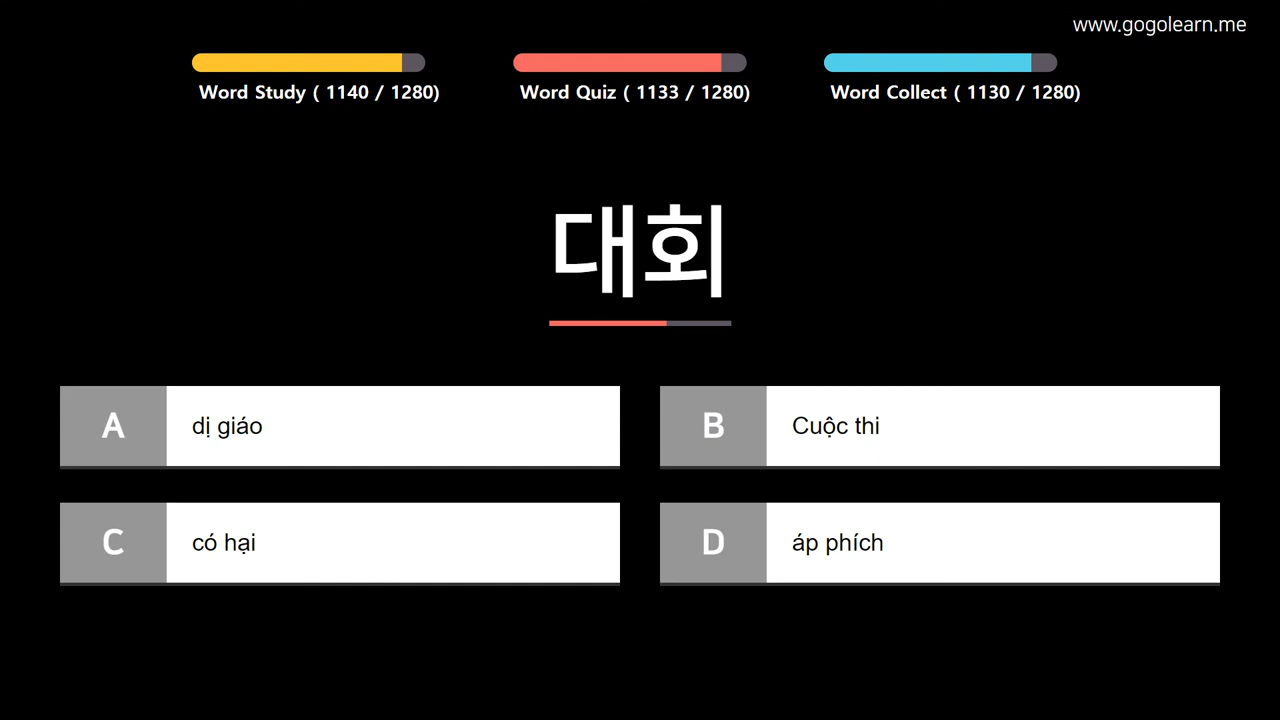 www.gogolearn.me
Word Study ( 1140 / 1280)
Word Quiz ( 1133 / 1280)
Word Collect ( 1130 / 1280)
대회
A dị giáo
B Cuộc thi
C có hại
D áp phích